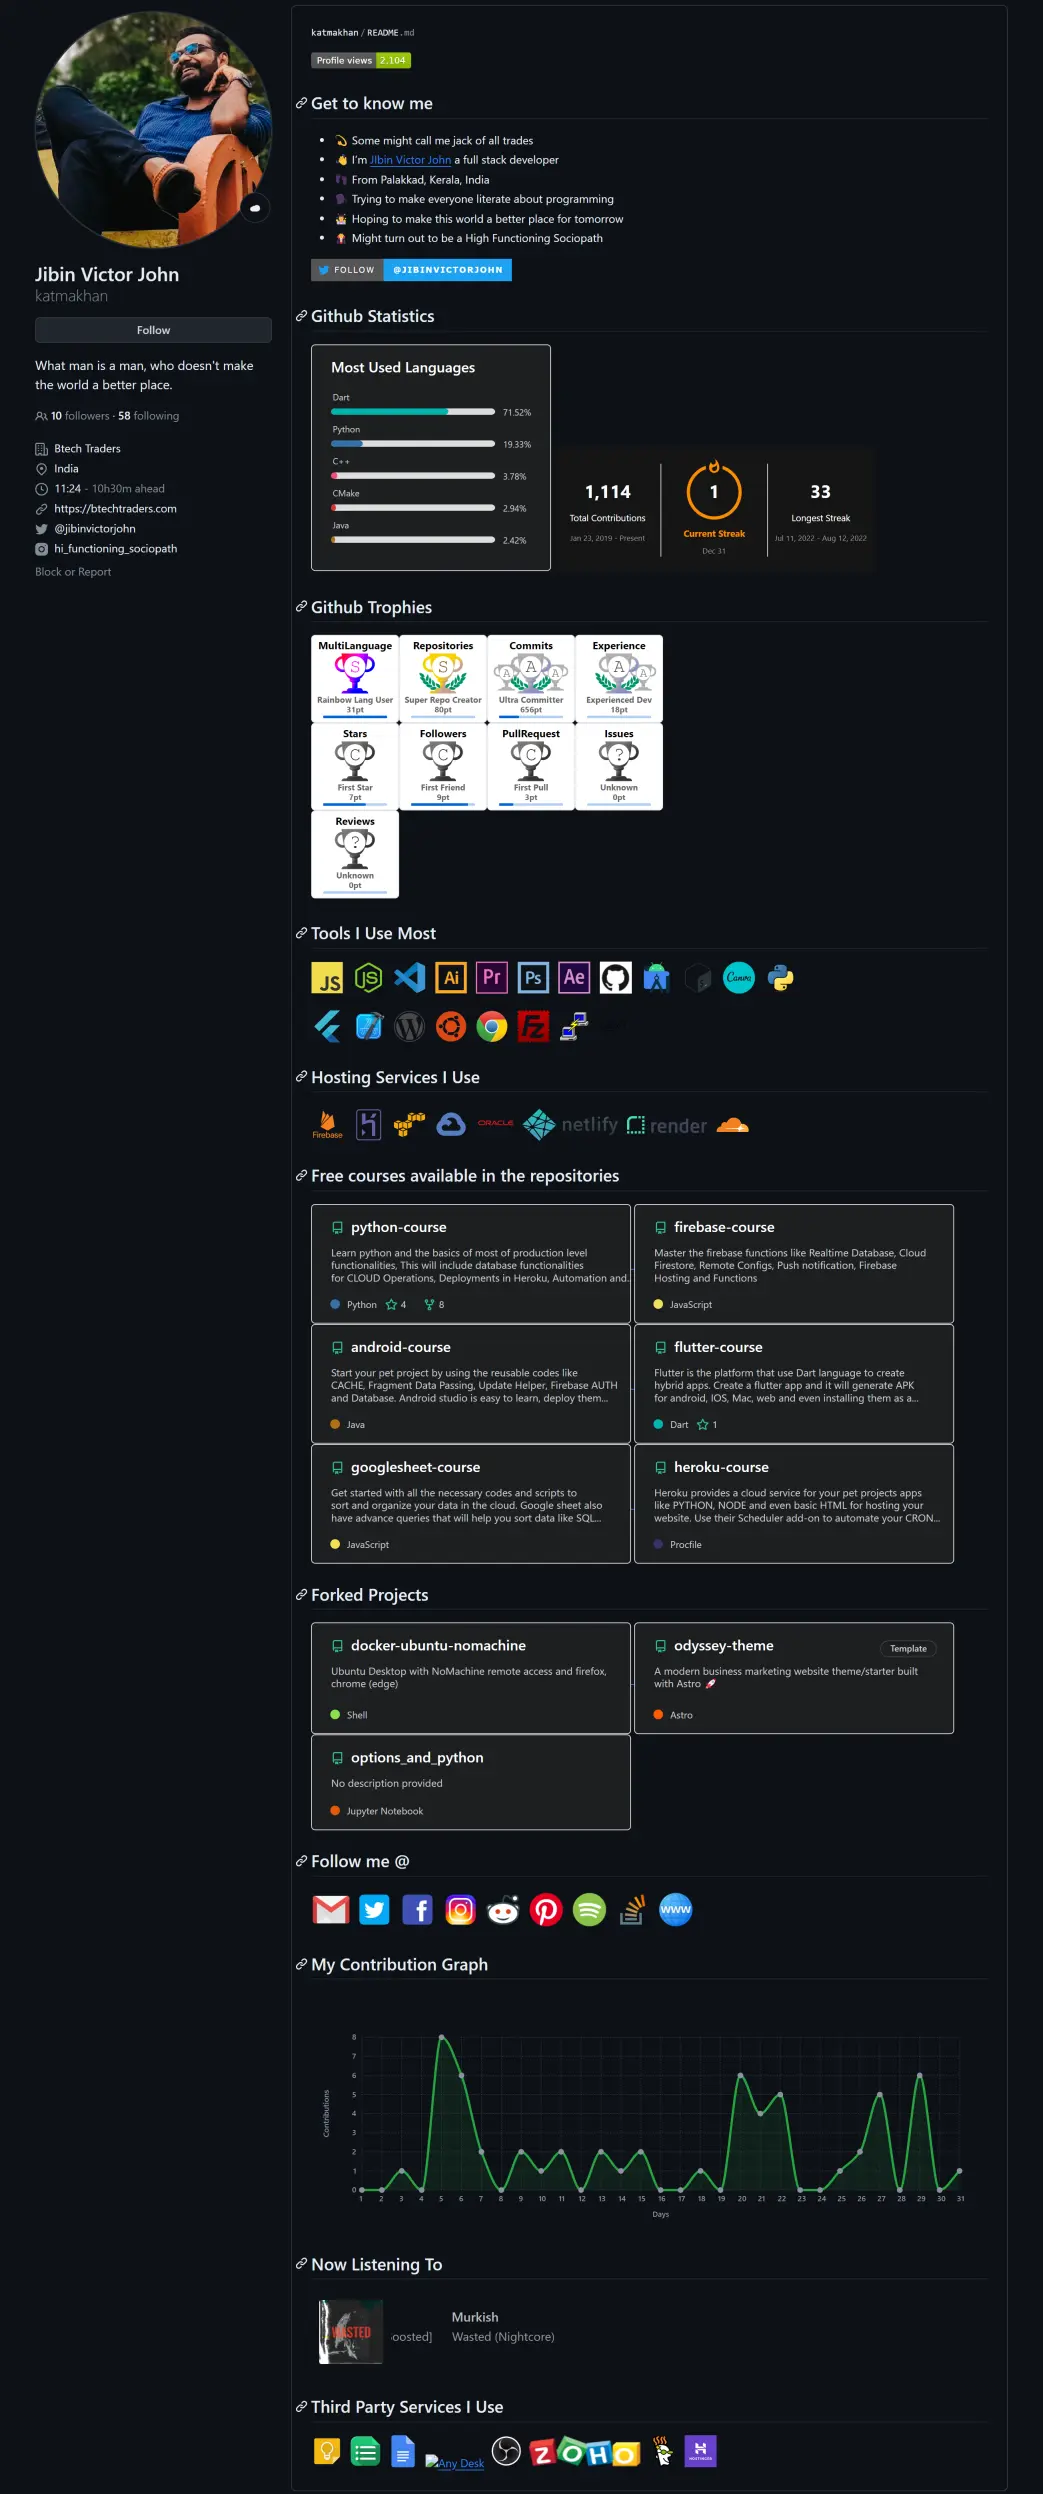 katmakhan / README.md
Profile views 2,104
Jibin Victor John
katmakhan
Follow
What man is a man, who doesn't make
the world a better place.
10 followers · 58 following
Btech Traders
India
11:24 - 10h30m ahead
https://btechtraders.com
@jibinvictorjohn
hi_functioning_sociopath
Block or Report
Get to know me
Some might call me jack of all trades
I'm JIbin Victor John a full stack developer
From Palakkad, Kerala, India
Trying to make everyone literate about programming
Hoping to make this world a better place for tomorrow
Might turn out to be a High Functioning Sociopath
FOLLOW @JIBINVICTORJOHN
Github Statistics
Most Used Languages
Dart
71.52%
Python
19.33%
C++
3.78%
CMake
2.94%
Java
2.42%
1,114
Total Contributions
Jan 23, 2019 - Present
1
Current Streak
Dec 31
33
Longest Streak
Jul 11, 2022 - Aug 12, 2022
Github Trophies
MultiLanguage
S
Rainbow Lang User
31pt
Repositories
S
Super Repo Creator
80pt
Commits
A A A
Ultra Committer
656pt
Experience
A A A
Experienced Dev
18pt
Stars
C
First Star
7pt
Followers
C
First Friend
9pt
PullRequest
C
First Pull
3pt
Issues
?
Unknown
0pt
Reviews
?
Unknown
0pt
Tools I Use Most
JS JS Ai Pr Ps Ae Canva
Fz
Hosting Services I Use
Firebase ORACLE netlify render
Free courses available in the repositories
python-course
Learn python and the basics of most of production level
functionalities, This will include database functionalities
for CLOUD Operations, Deployments in Heroku, Automation and...
Python 4 8
firebase-course
Master the firebase functions like Realtime Database, Cloud
Firestore, Remote Configs, Push notification, Firebase
Hosting and Functions
JavaScript
android-course
Start your pet project by using the reusable codes like
CACHE, Fragment Data Passing, Update Helper, Firebase AUTH
and Database. Android studio is easy to learn, deploy them...
Java
flutter-course
Flutter is the platform that use Dart language to create
hybrid apps. Create a flutter app and it will generate APK
for android, IOS, Mac, web and even installing them as a...
Dart 1
googlesheet-course
Get started with all the necessary codes and scripts to
sort and organize your data in the cloud. Google sheet also
have advance queries that will help you sort data like SQL...
JavaScript
heroku-course
Heroku provides a cloud service for your pet projects apps
like PYTHON, NODE and even basic HTML for hosting your
website. Use their Scheduler add-on to automate your CRON...
Procfile
Forked Projects
docker-ubuntu-nomachine
Ubuntu Desktop with NoMachine remote access and firefox,
chrome (edge)
Shell
odyssey-theme
Template
A modern business marketing website theme/starter built
with Astro 🚀
Astro
options_and_python
No description provided
Jupyter Notebook
Follow me @
www
My Contribution Graph
Contributions
8
7
6
5
4
3
2
1
0
1 2 3 4 5 6 7 8 9 10 11 12 13 14 15 16 17 18 19 20 21 22 23 24 25 26 27 28 29 30 31
Days
Now Listening To
WASTED
Murkish
oosted]
Wasted (Nightcore)
Third Party Services I Use
Any Desk
ZOHO
HOSTINGER